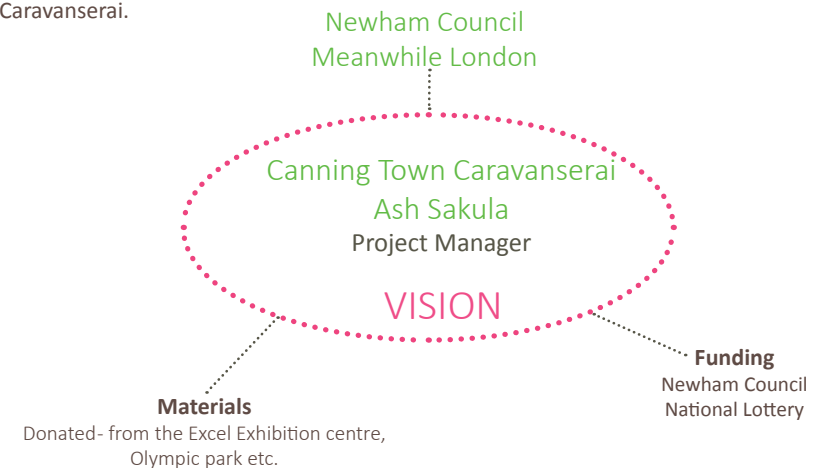 Caravanserai.
Newham Council
Meanwhile London
Canning Town Caravanserai
Ash Sakula
Project Manager
VISION
Funding
Newham Council
National Lottery
Materials
Donated- from the Excel Exhibition centre,
Olympic park etc.